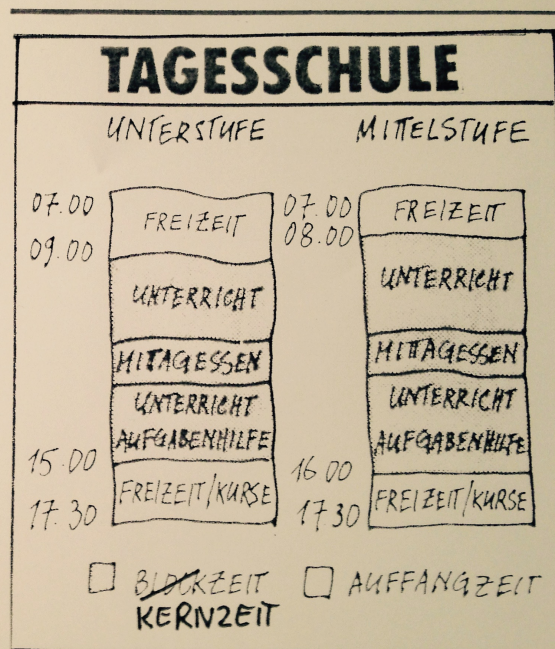 TAGESSCHULE
UNTERSTUFE MITTELSTUFE
07.00 FREIZEIT 07.00 FREIZEIT
09.00 08.00
UNTERRICHT UNTERRICHT
MITTAGESSEN MITTAGESSEN
UNTERRICHT UNTERRICHT
AUFGABENHILFE AUFGABENHILFE
15.00 16 00
FREIZEIT/KURSE FREIZEIT/KURSE
17.30 17 30
BLOCKZEIT AUFFANGZEIT
KERNZEIT